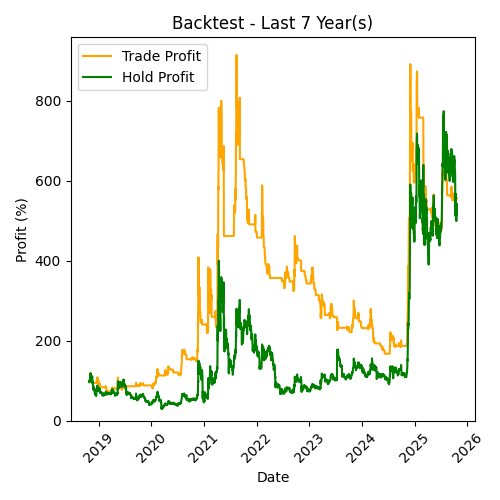 Backtest - Last 7 Year(s)
Trade Profit
Hold Profit
Profit (%)
800
600
400
200
0
2019 2020 2021 2022 2023 2024 2025 2026
Date